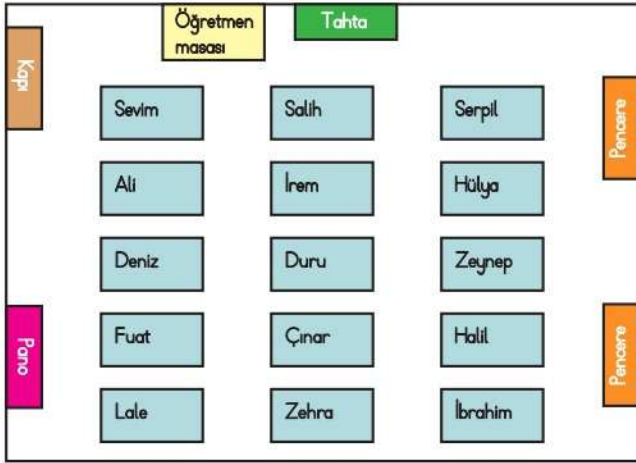 Öğretmen
masası
Tahta
Kapı
Sevim
Salih
Serpil
Pencere
Ali
İrem
Hülya
Deniz
Duru
Zeynep
Pano
Fuat
Çınar
Halil
Pencere
Lale
Zehra
İbrahim